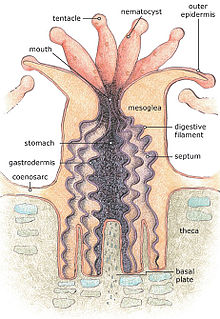 nematocyst
outer
epidermis
tentacle
mouth
mesoglea
digestive
filament
stomach
septum
gastrodermis
coenosarc
theca
basal
plate